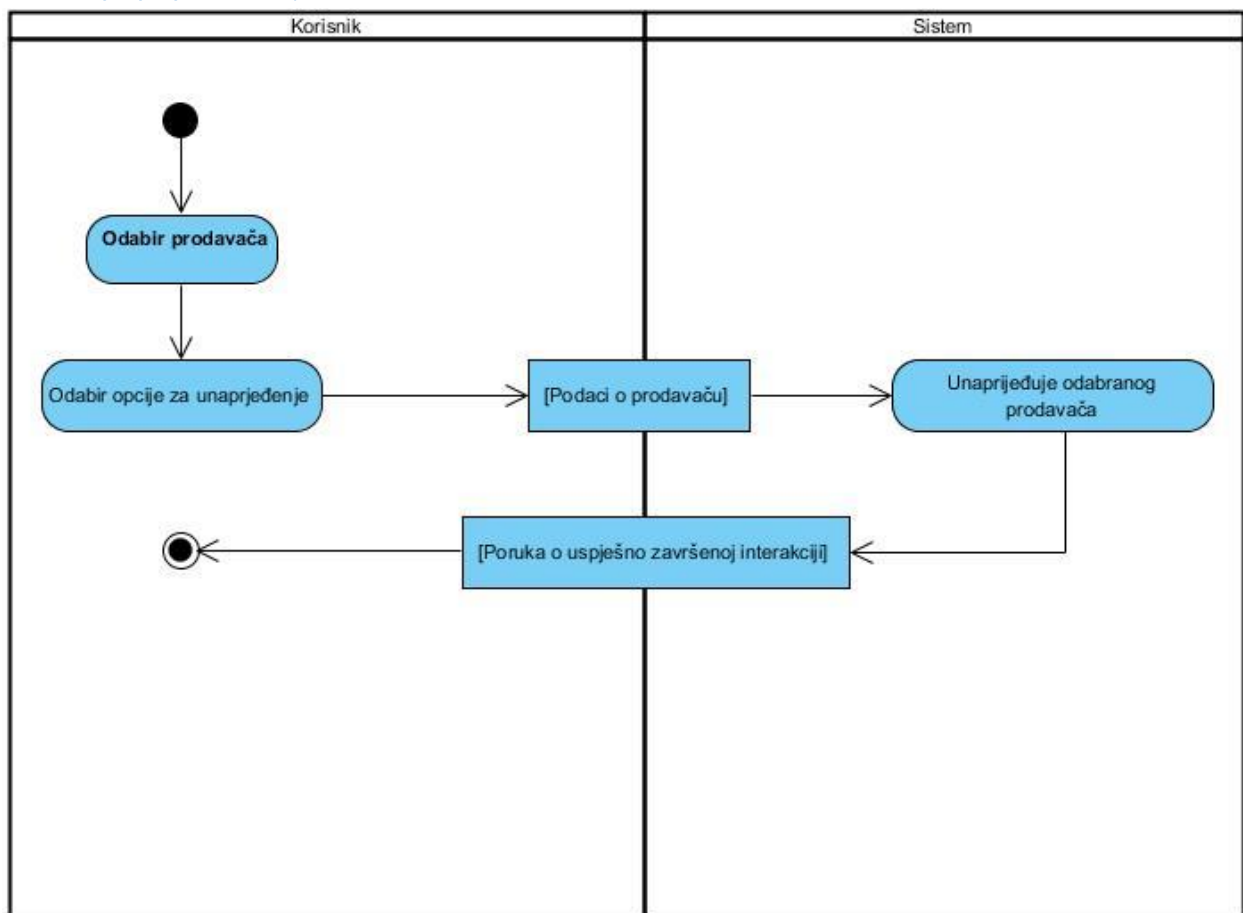 Korisnik
Sistem
Odabir prodavača
Odabir opcije za unaprjeđenje
[Podaci o prodavaču]
Unaprijeđuje odabranog
prodavača
[Poruka o uspješno završenoj interakciji]